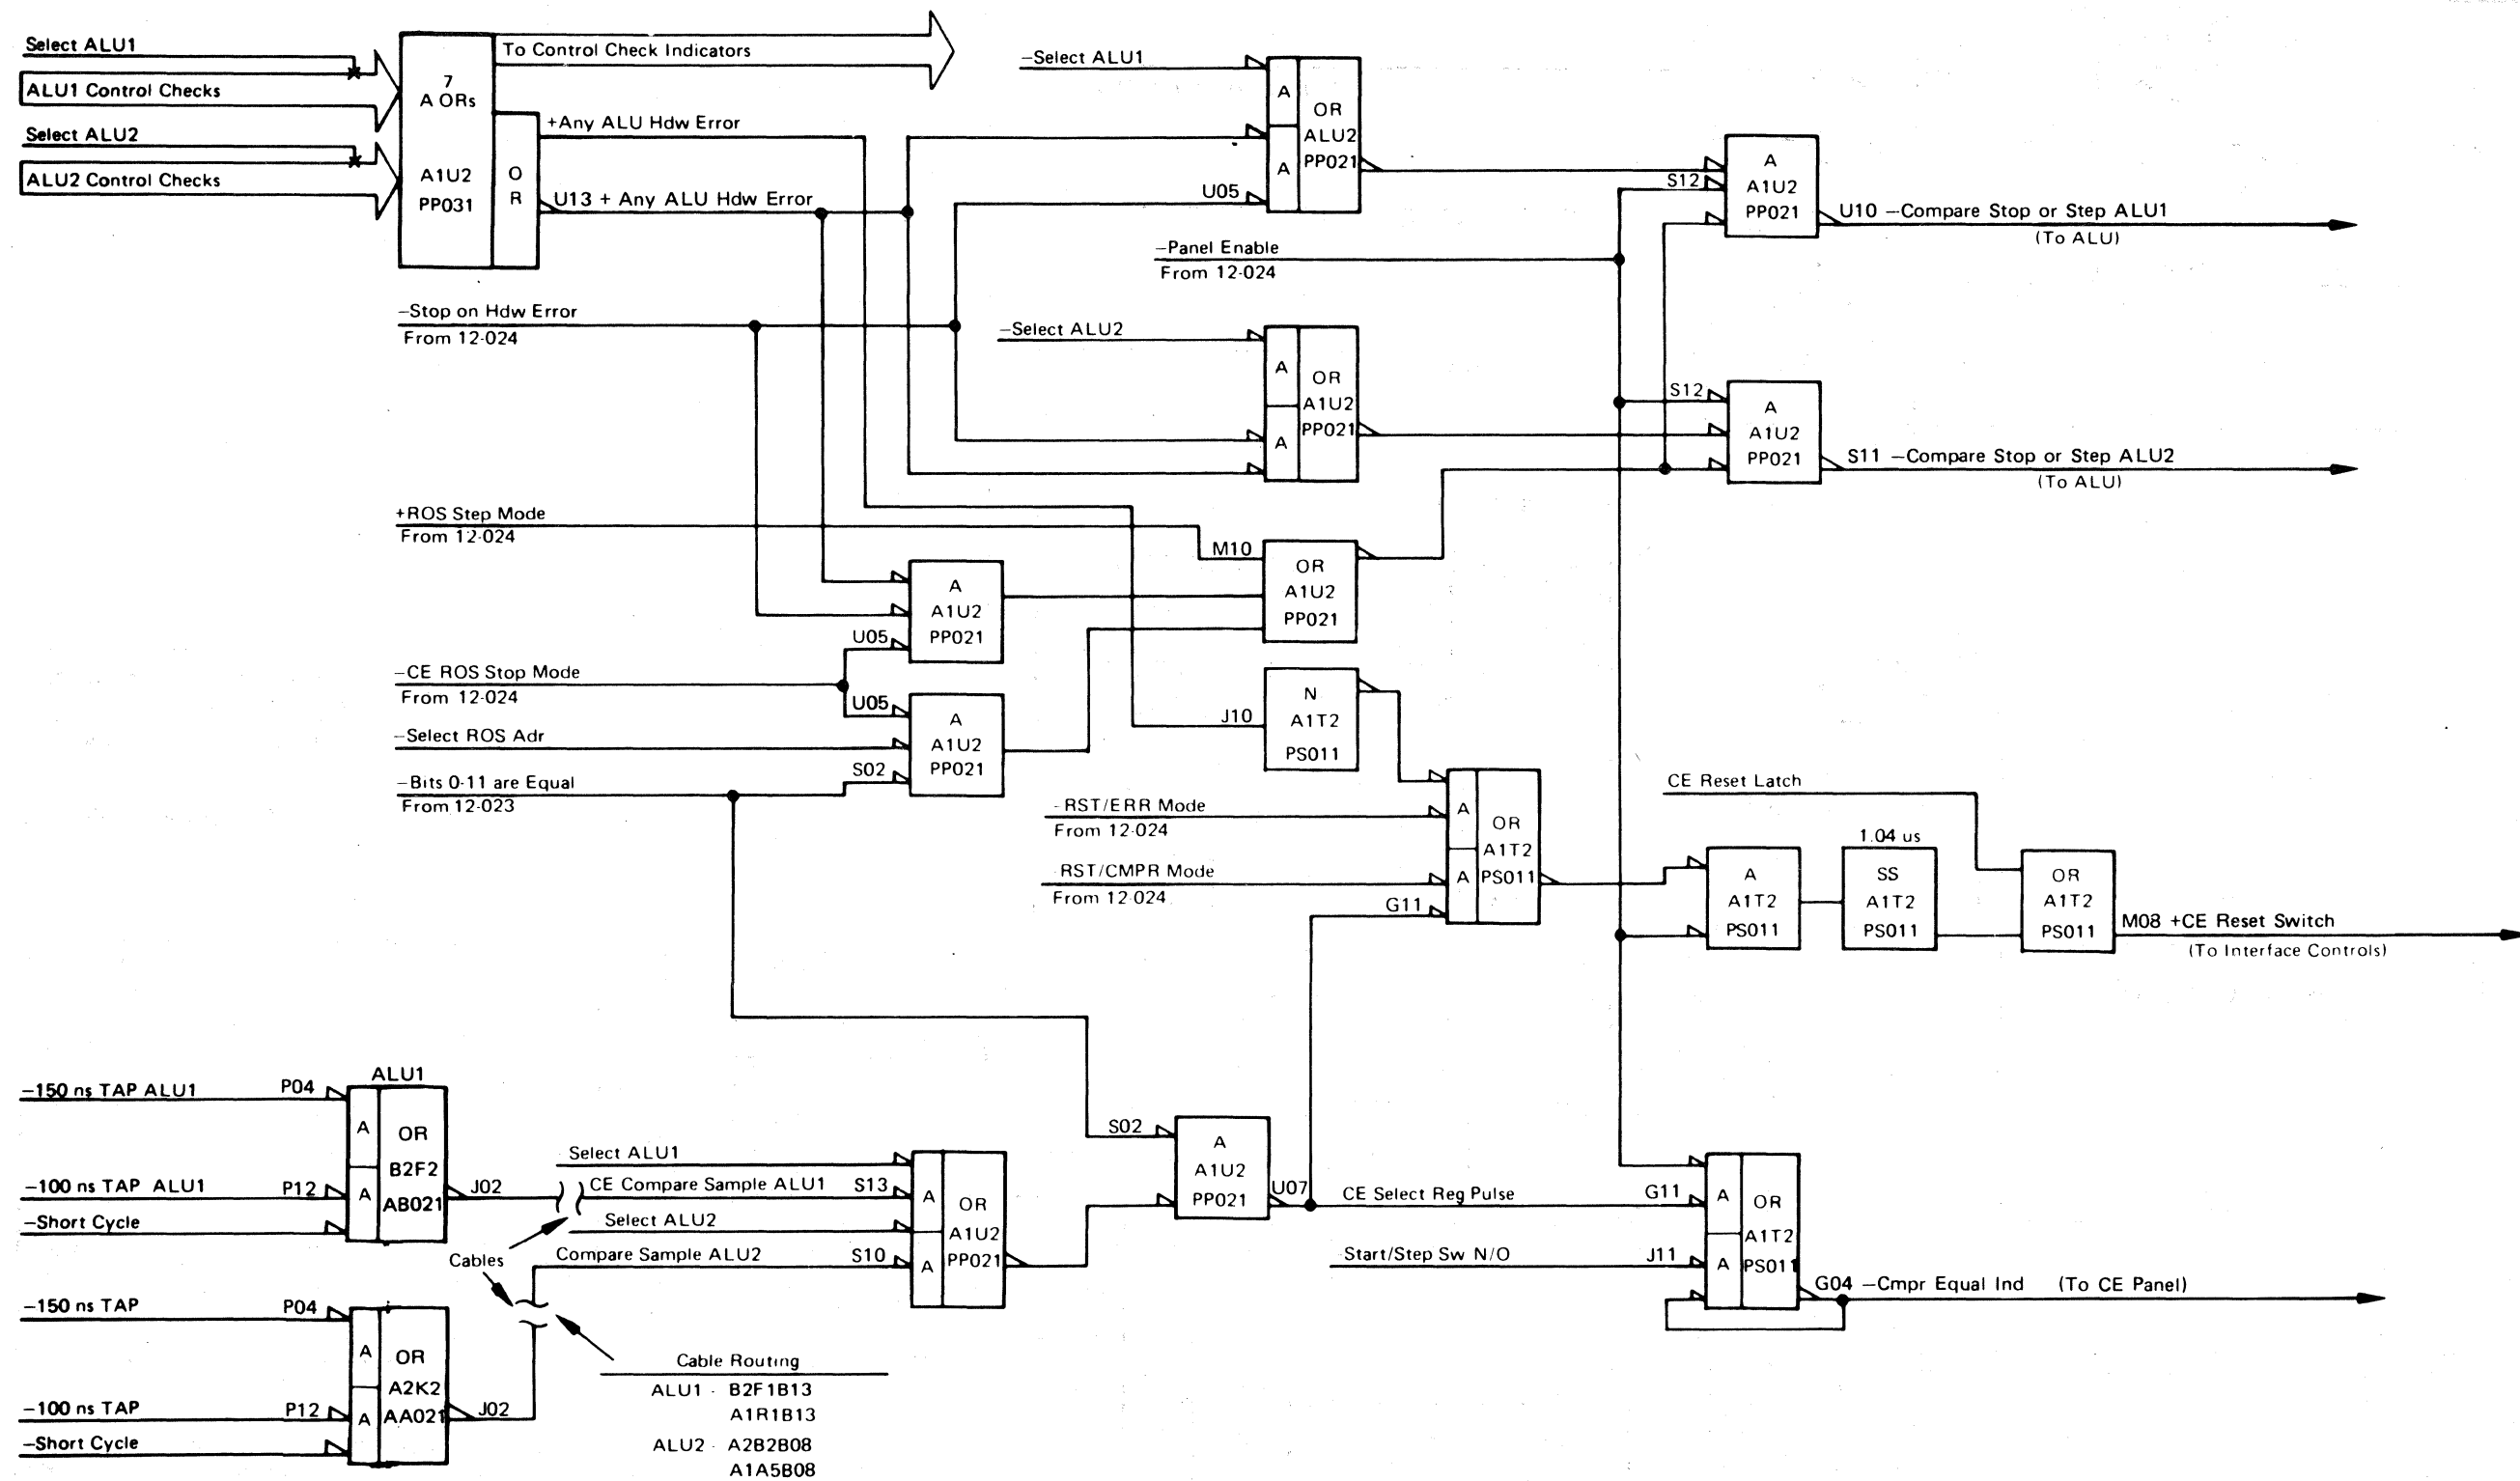 Select ALU1
ALU1 Control Checks
Select ALU2
ALU2 Control Checks
7
A ORs
A1U2
PP031
O
R
To Control Check Indicators
+Any ALU Hdw Error
U13 + Any ALU Hdw Error
–Stop on Hdw Error
From 12-024
–Select ALU1
U05
A
A
OR
ALU2
PP021
–Panel Enable
From 12-024
–Select ALU2
A
A
OR
A1U2
PP021
S12
A
A1U2
PP021
U10 –Compare Stop or Step ALU1
(To ALU)
S12
A
A1U2
PP021
S11 –Compare Stop or Step ALU2
(To ALU)
+ROS Step Mode
From 12-024
M10
OR
A1U2
PP021
A
A1U2
PP021
U05
–CE ROS Stop Mode
From 12-024
U05
–Select ROS Adr
S02
–Bits 0-11 are Equal
From 12-023
A
A1U2
PP021
J10
N
A1T2
PS011
-RST/ERR Mode
From 12-024
RST/CMPR Mode
From 12-024
G11
A
A
OR
A1T2
PS011
CE Reset Latch
A
A1T2
PS011
1.04 us
SS
A1T2
PS011
OR
A1T2
PS011
M08 +CE Reset Switch
(To Interface Controls)
ALU1
–150 ns TAP ALU1 P04
–100 ns TAP ALU1 P12
–Short Cycle
A
A
OR
B2F2
AB021
J02
Select ALU1
CE Compare Sample ALU1 S13
Select ALU2
Compare Sample ALU2 S10
Cables
A
A
OR
A1U2
PP021
S02
A
A1U2
PP021
U07
CE Select Reg Pulse G11
Start/Step Sw N/O J11
A
A
OR
A1T2
PS011
G04 –Cmpr Equal Ind (To CE Panel)
–150 ns TAP P04
–100 ns TAP P12
–Short Cycle
A
A
OR
A2K2
AA021
J02
Cable Routing
ALU1 - B2F1B13
A1R1B13
ALU2 - A2B2B08
A1A5B08